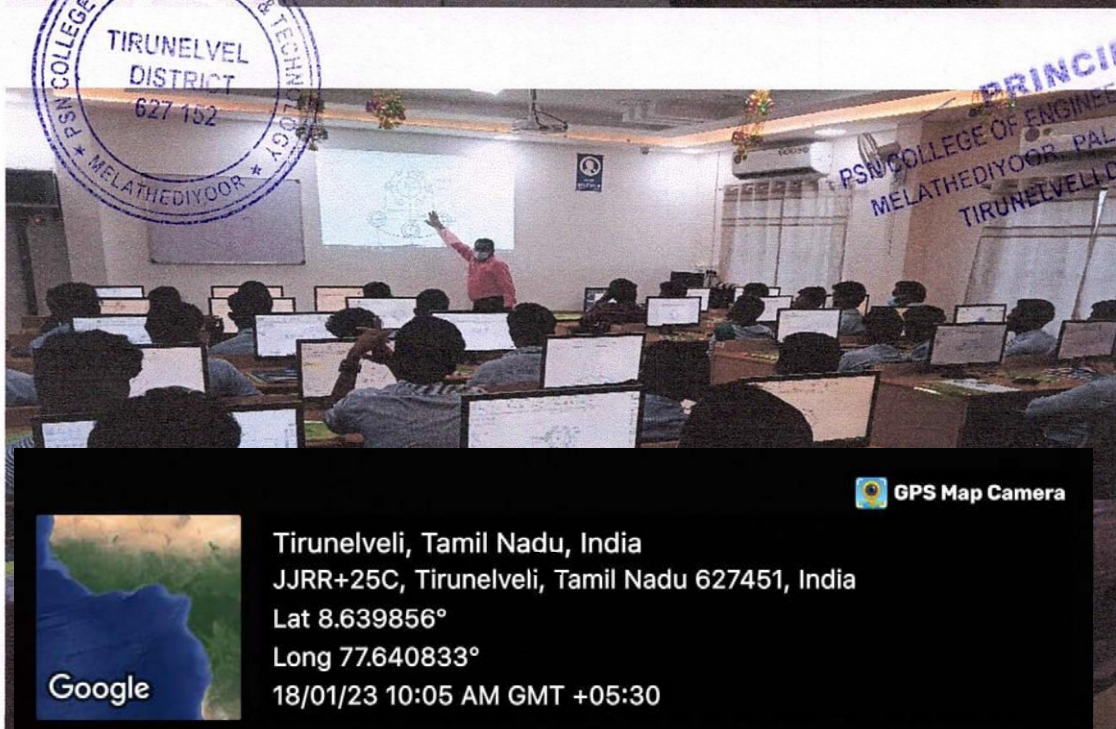 PSN COLLEGE
& TECHNOLOGY
TIRUNELVEL
DISTRICT
627 152
* MELATHEDIYOOR *
PRINCI
PSN COLLEGE OF ENGINEE
MELATHEDIYOOR, PAL
TIRUNELVELI D
GPS Map Camera
Tirunelveli, Tamil Nadu, India
JJRR+25C, Tirunelveli, Tamil Nadu 627451, India
Lat 8.639856°
Long 77.640833°
18/01/23 10:05 AM GMT +05:30
Google